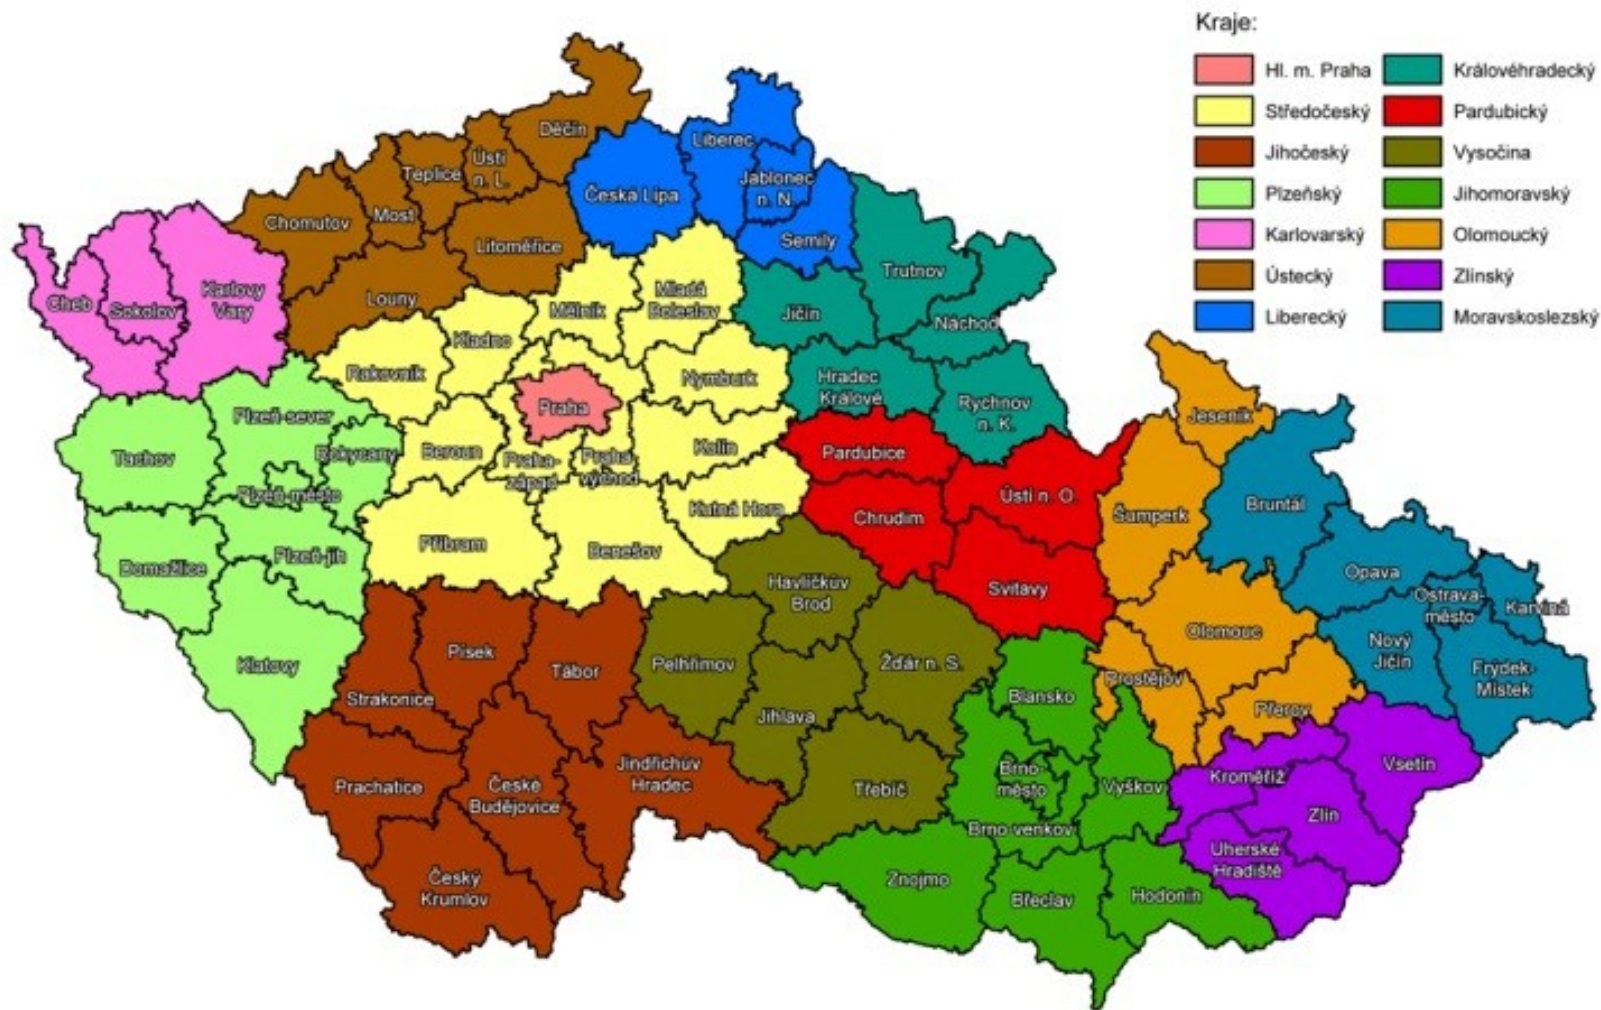 Kraje:
Hl. m. Praha
Královéhradecký
Středočeský
Pardubický
Jihočeský
Vysočina
Plzeňský
Jihomoravský
Karlovarský
Olomoucký
Ústecký
Zlínský
Liberecký
Moravskoslezský
Děčín
Ústí
n. L.
Teplice
Most
Chomutov
Litoměřice
Louny
Česká Lípa
Liberec
Jablonec
n. N.
Semily
Cheb
Sokolov
Karlovy
Vary
Trutnov
Náchod
Jičín
Hradec
Králové
Rychnov
n. K.
Mělník
Mladá
Boleslav
Kladno
Rakovník
Nymburk
Praha
Beroun
Praha-
západ
Praha-
východ
Kolín
Kutná Hora
Příbram
Benešov
Plzeň-sever
Tachov
Rokycany
Plzeň-město
Domažlice
Plzeň-jih
Klatovy
Pardubice
Chrudim
Ústí n. O.
Svitavy
Jeseník
Šumperk
Olomouc
Prostějov
Přerov
Bruntál
Opava
Ostrava-
město
Karviná
Nový
Jičín
Frýdek-
Místek
Havlíčkův
Brod
Pelhřimov
Žďár n. S.
Jihlava
Třebíč
Písek
Tábor
Strakonice
Prachatice
České
Budějovice
Jindřichův
Hradec
Český
Krumlov
Blansko
Brno-
město
Vyškov
Brno venkov
Znojmo
Břeclav
Hodonín
Kroměříž
Vsetín
Zlín
Uherské
Hradiště